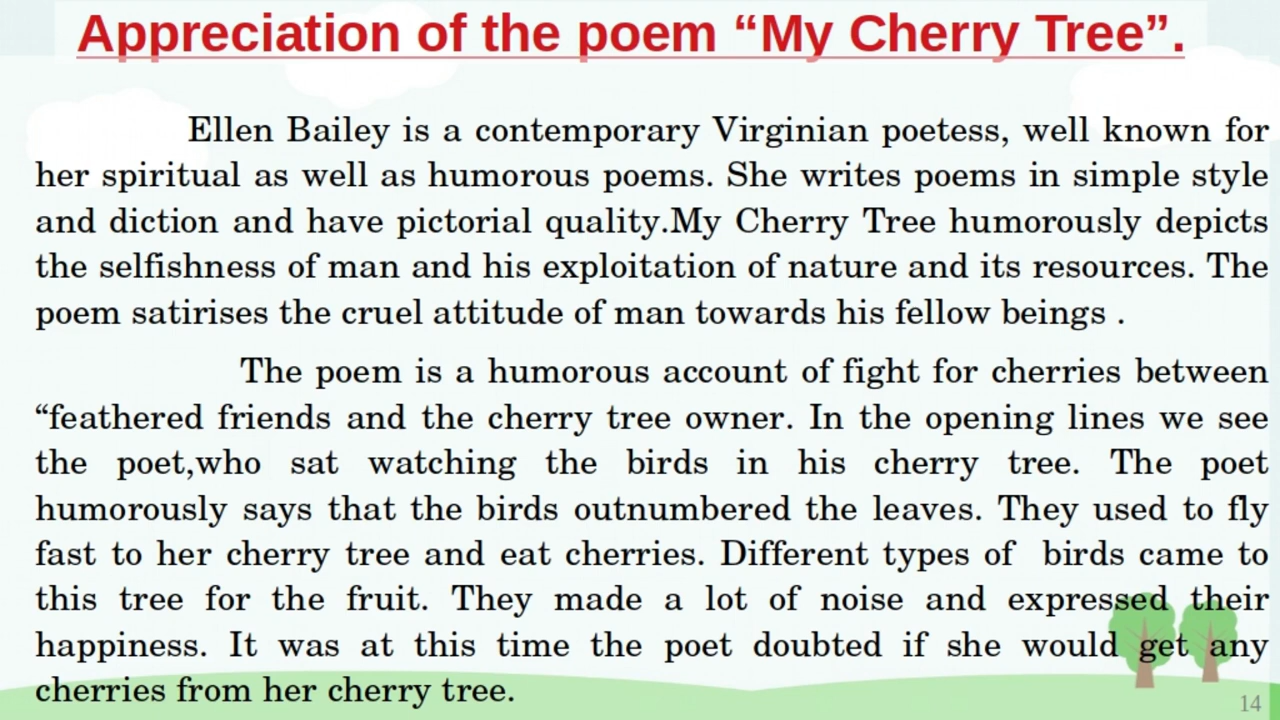 Appreciation of the poem “My Cherry Tree”.
Ellen Bailey is a contemporary Virginian poetess, well known for
her spiritual as well as humorous poems. She writes poems in simple style
and diction and have pictorial quality.My Cherry Tree humorously depicts
the selfishness of man and his exploitation of nature and its resources. The
poem satirises the cruel attitude of man towards his fellow beings .
The poem is a humorous account of fight for cherries between
“feathered friends and the cherry tree owner. In the opening lines we see
the poet,who sat watching the birds in his cherry tree. The poet
humorously says that the birds outnumbered the leaves. They used to fly
fast to her cherry tree and eat cherries. Different types of  birds came to
this tree for the fruit. They made a lot of noise and expressed their
happiness. It was at this time the poet doubted if she would get any
cherries from her cherry tree.
14